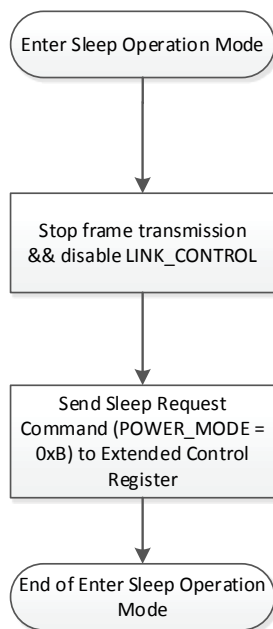 Enter Sleep Operation Mode
Stop frame transmission
&& disable LINK_CONTROL
Send Sleep Request
Command (POWER_MODE =
0xB) to Extended Control
Register
End of Enter Sleep Operation
Mode